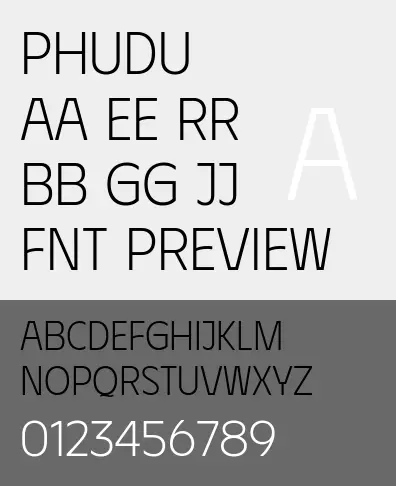 PHUDU
AA EE RR
A
BB GG JJ
FNT PREVIEW
ABCDEFGHIJKLM
NOPQRSTUVWXYZ
0123456789